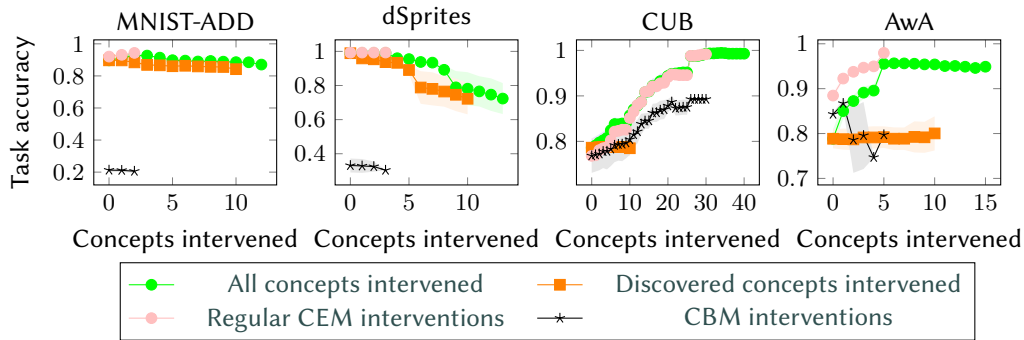 MNIST-ADD dSprites CUB AwA
Task accuracy
1 0.8 0.6 0.4 0.2
0 5 10
Concepts intervened
1 0.8 0.6 0.4
0 5 10
Concepts intervened
1 0.9 0.8
0 10 20 30 40
Concepts intervened
1 0.9 0.8 0.7
0 5 10 15
Concepts intervened
All concepts intervened Discovered concepts intervened
Regular CEM interventions CBM interventions